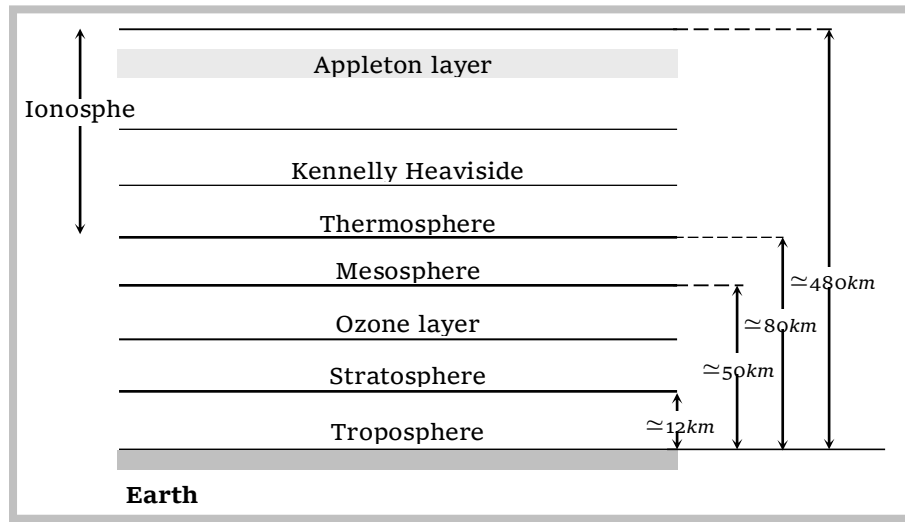 Appleton layer
Ionosphe
Kennelly Heaviside
Thermosphere
Mesosphere
≃480km
Ozone layer
≃80km
Stratosphere
≃50km
Troposphere
≃12km
Earth